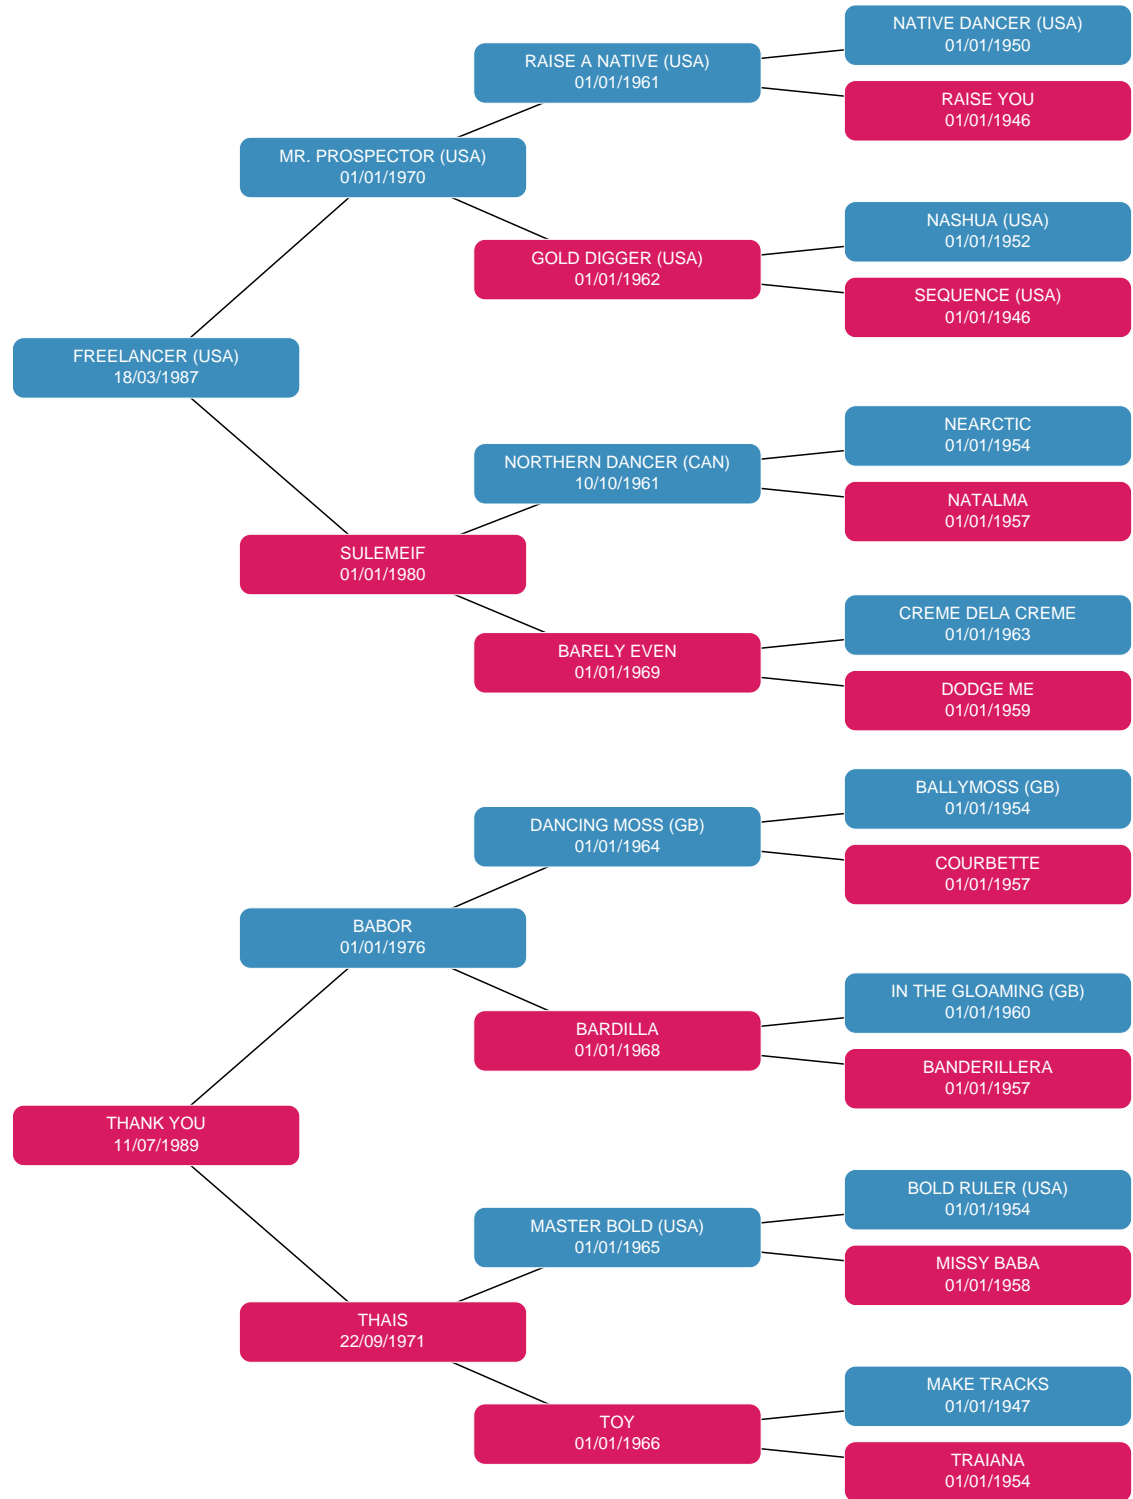 NATIVE DANCER (USA)
01/01/1950
RAISE A NATIVE (USA)
01/01/1961
RAISE YOU
01/01/1946
MR. PROSPECTOR (USA)
01/01/1970
NASHUA (USA)
01/01/1952
GOLD DIGGER (USA)
01/01/1962
SEQUENCE (USA)
01/01/1946
FREELANCER (USA)
18/03/1987
NEARCTIC
01/01/1954
NORTHERN DANCER (CAN)
10/10/1961
NATALMA
01/01/1957
SULEMEIF
01/01/1980
CREME DELA CREME
01/01/1963
BARELY EVEN
01/01/1969
DODGE ME
01/01/1959
BALLYMOSS (GB)
01/01/1954
DANCING MOSS (GB)
01/01/1964
COURBETTE
01/01/1957
BABOR
01/01/1976
IN THE GLOAMING (GB)
01/01/1960
BARDILLA
01/01/1968
BANDERILLERA
01/01/1957
THANK YOU
11/07/1989
BOLD RULER (USA)
01/01/1954
MASTER BOLD (USA)
01/01/1965
MISSY BABA
01/01/1958
THAIS
22/09/1971
MAKE TRACKS
01/01/1947
TOY
01/01/1966
TRAIANA
01/01/1954